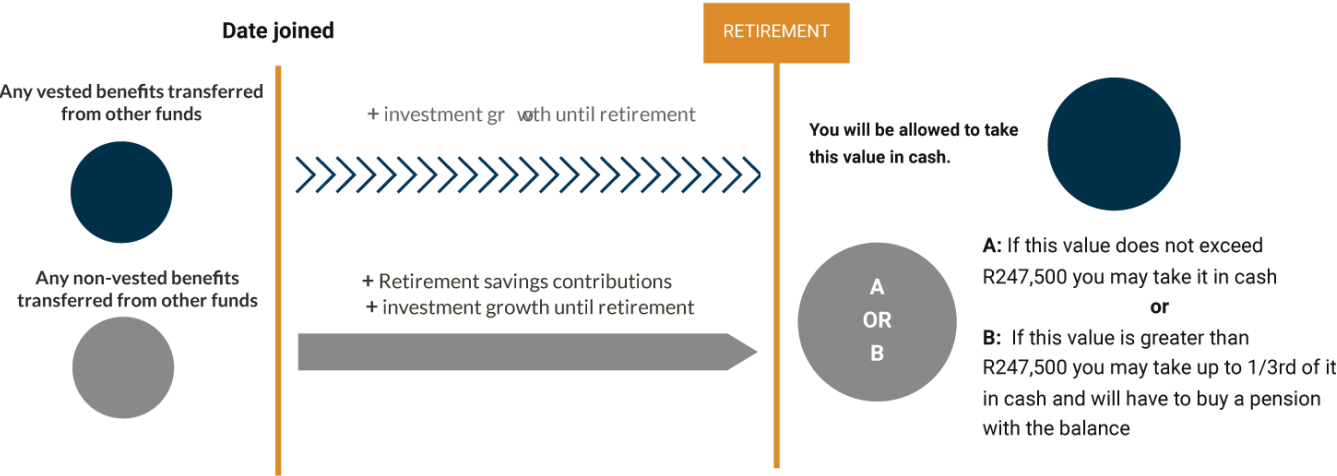 Date joined
RETIREMENT
Any vested benefits transferred
from other funds
+ investment growth until retirement
You will be allowed to take
this value in cash.
Any non-vested benefits
transferred from other funds
+ Retirement savings contributions
+ investment growth until retirement
A
OR
B
A: If this value does not exceed
R247,500 you may take it in cash
or
B: If this value is greater than
R247,500 you may take up to 1/3rd of it
in cash and will have to buy a pension
with the balance